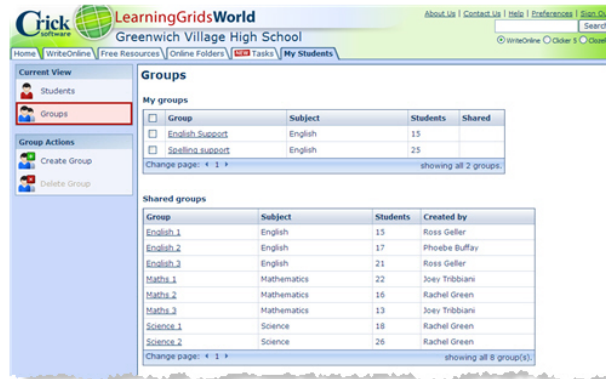 Crick software
LearningGridsWorld
About Us | Contact Us | Help | Preferences | Sign
Greenwich Village High School
Search
WriteOnline Clicker 5
Home WriteOnline Free Resources Online Folders NEW Tasks My Students
Current View
Students
Groups
Group Actions
Create Group
Delete Group
Groups
My groups
Group Subject Students Shared
English Support English 15
Spelling support English 25
Change page: 1 showing all 2 groups.
Shared groups
Group Subject Students Created by
English 1 English 15 Ross Geller
English 2 English 17 Phoebe Buffay
English 3 English 21 Ross Geller
Maths 1 Mathematics 22 Joey Tribbiani
Maths 2 Mathematics 16 Rachel Green
Maths 3 Mathematics 13 Joey Tribbiani
Science 1 Science 18 Rachel Green
Science 2 Science 26 Rachel Green
Change page: 1 showing all 8 group(s).